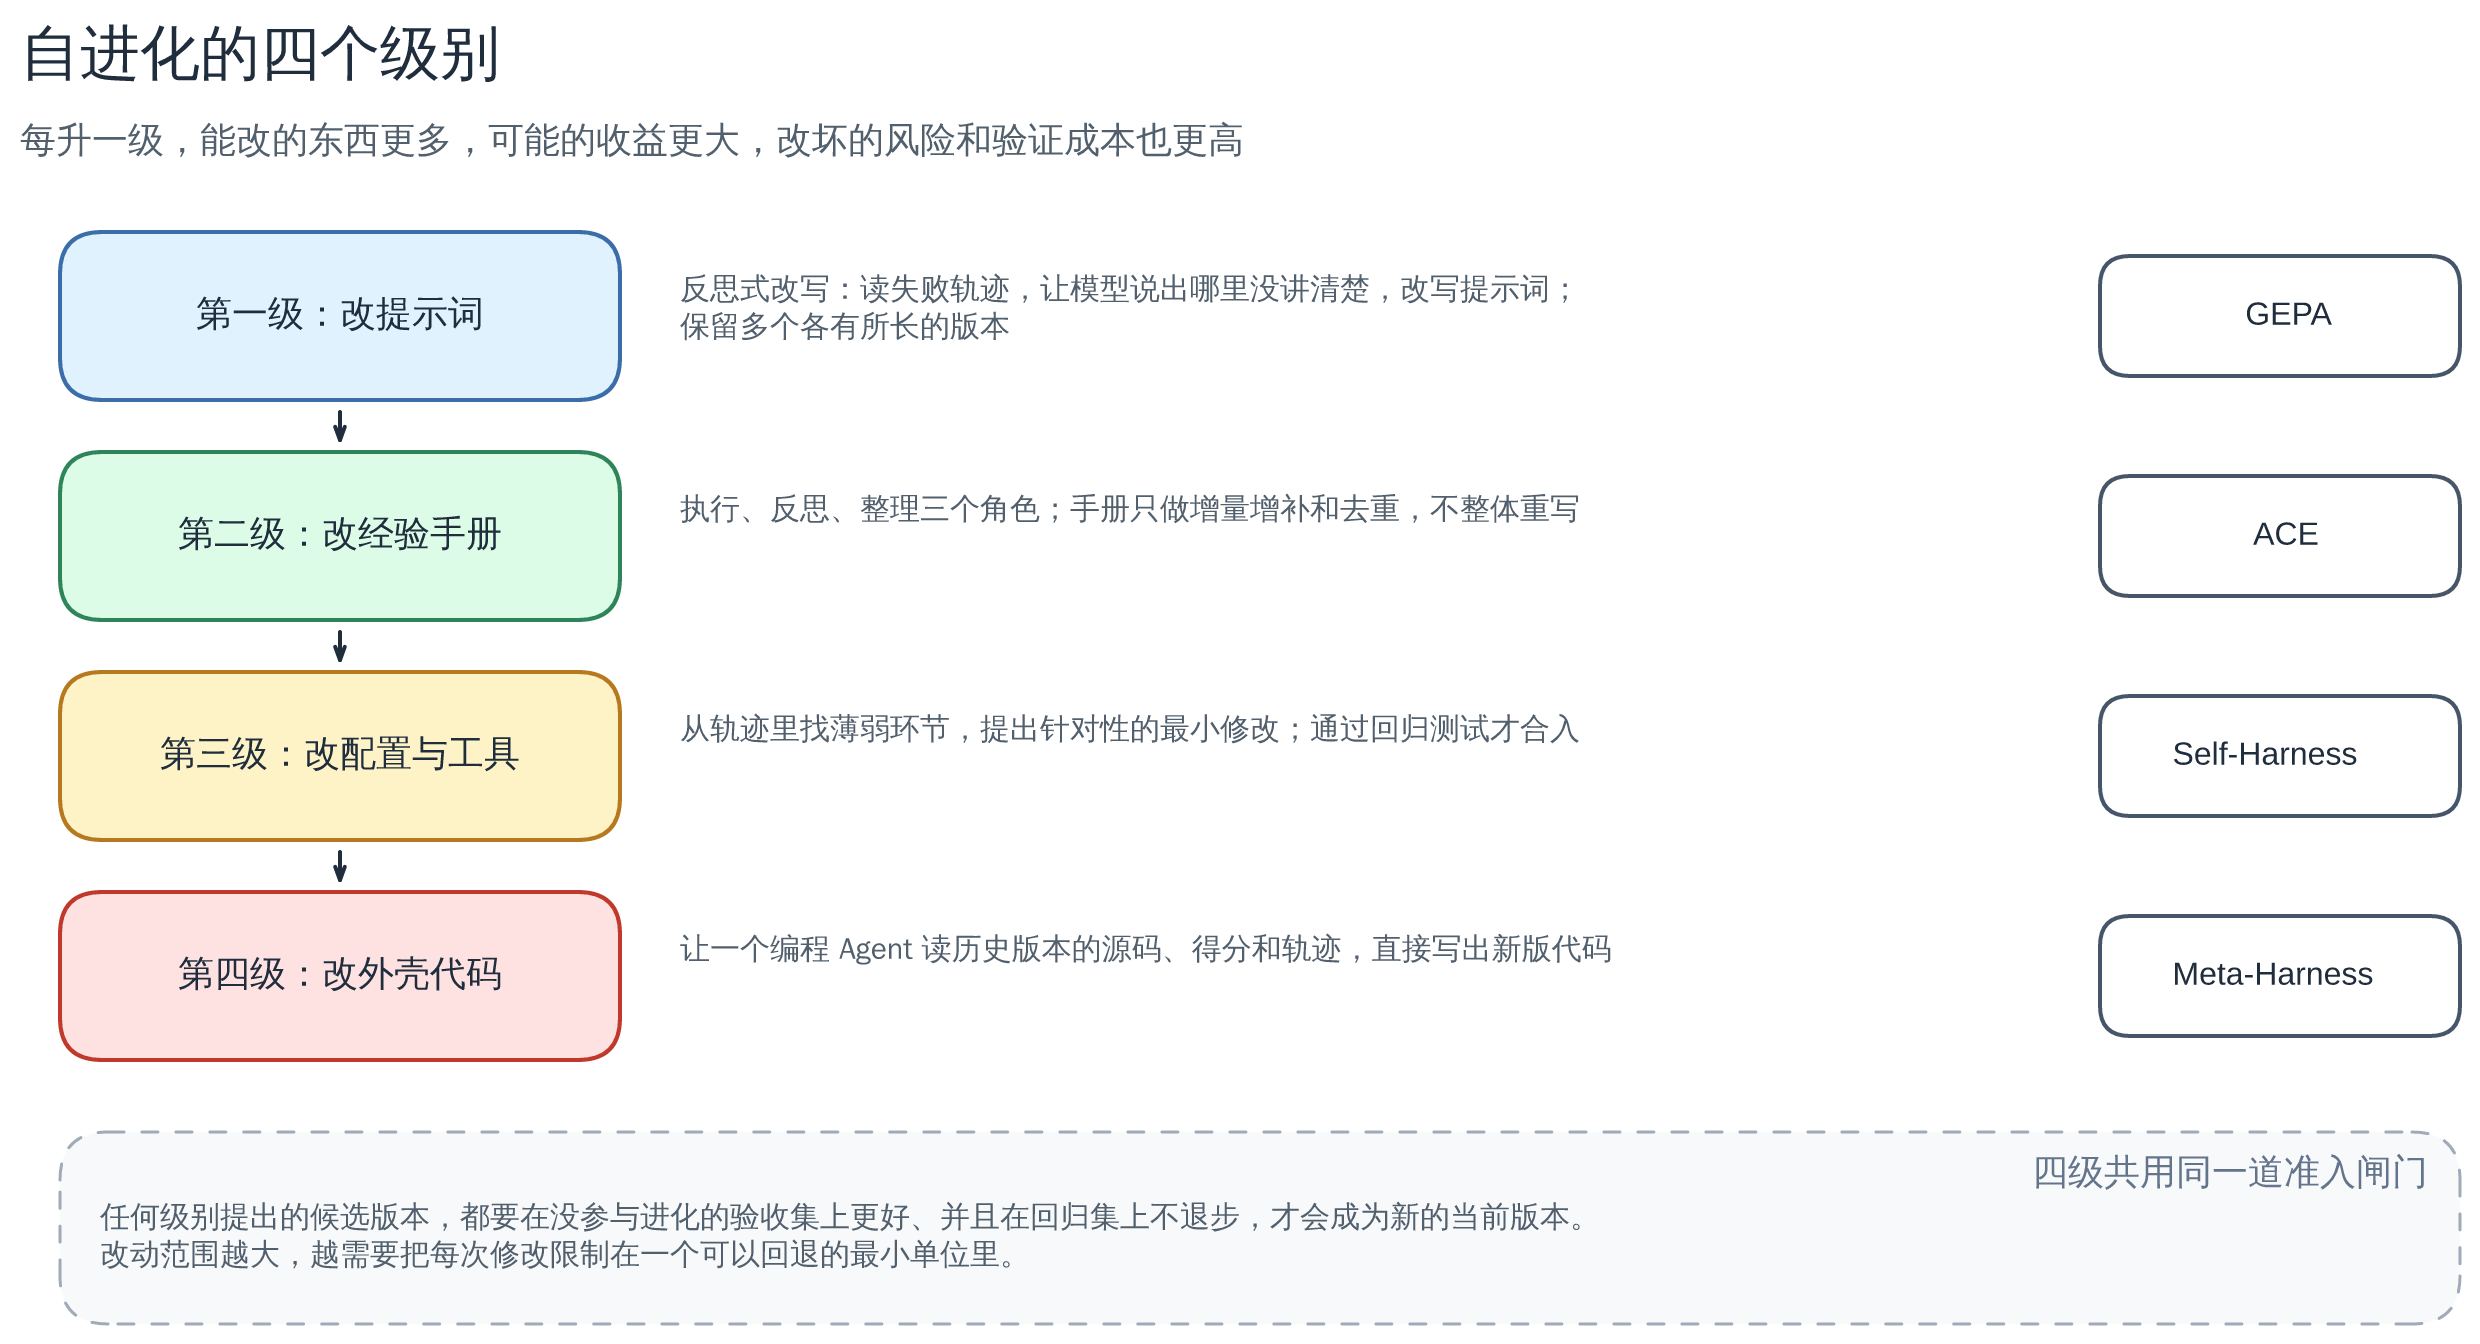 自进化的四个级别
每升一级，能改的东西更多，可能的收益更大，改坏的风险和验证成本也更高
第一级：改提示词
反思式改写：读失败轨迹，让模型说出哪里没讲清楚，改写提示词；
保留多个各有所长的版本
GEPA
第二级：改经验手册
执行、反思、整理三个角色；手册只做增量增补和去重，不整体重写
ACE
第三级：改配置与工具
从轨迹里找薄弱环节，提出针对性的最小修改；通过回归测试才合入
Self-Harness
第四级：改外壳代码
让一个编程 Agent 读历史版本的源码、得分和轨迹，直接写出新版代码
Meta-Harness
四级共用同一道准入闸门
任何级别提出的候选版本，都要在没参与进化的验收集上更好、并且在回归集上不退步，才会成为新的当前版本。
改动范围越大，越需要把每次修改限制在一个可以回退的最小单位里。